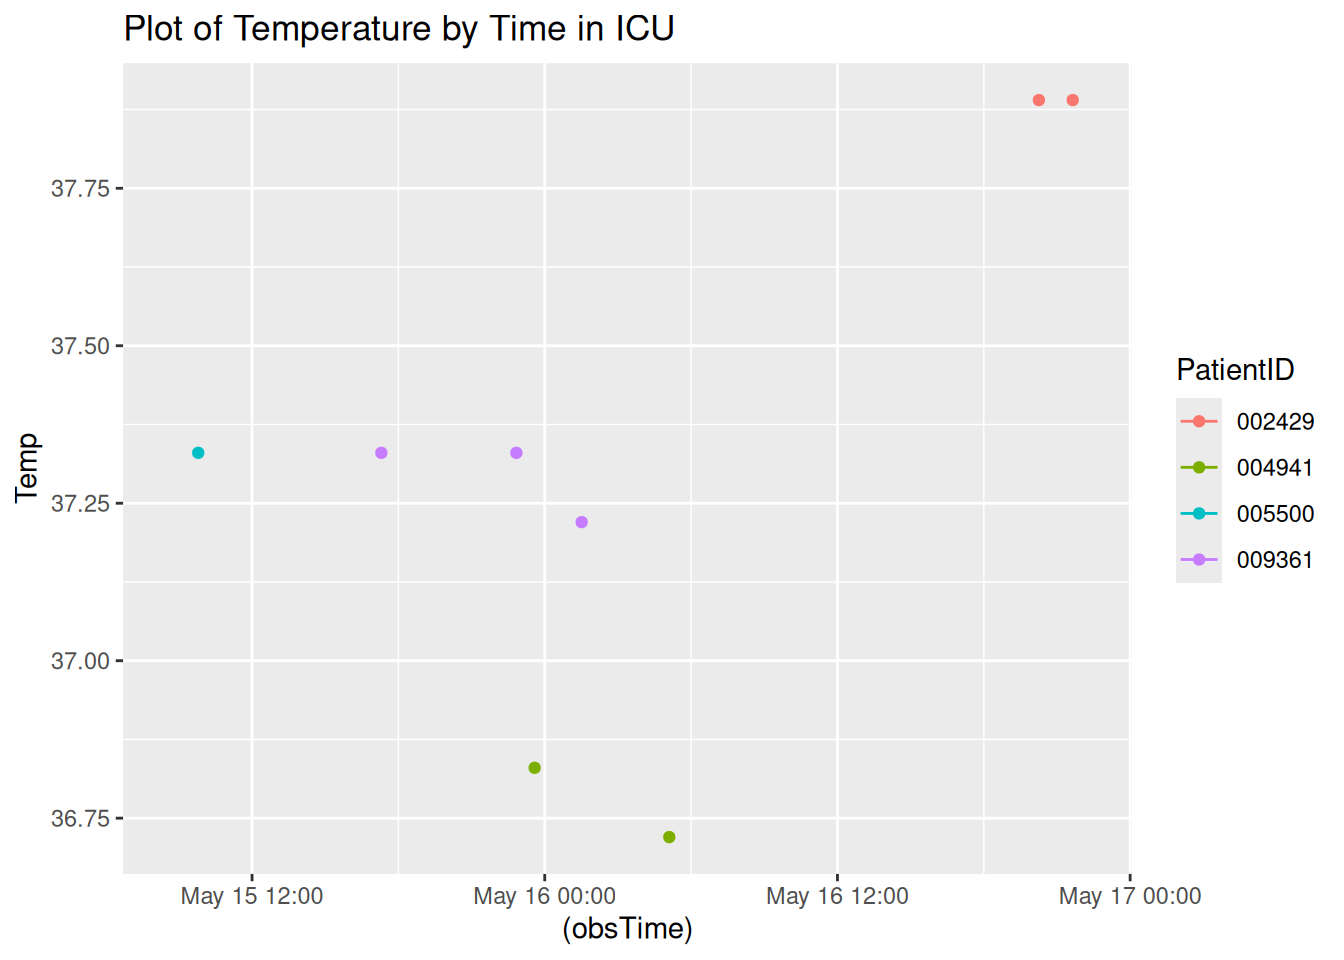 Plot of Temperature by Time in ICU
37.75
37.50
37.25
37.00
36.75
Temp
May 15 12:00
May 16 00:00
May 16 12:00
May 17 00:00
(obsTime)
PatientID
002429
004941
005500
009361